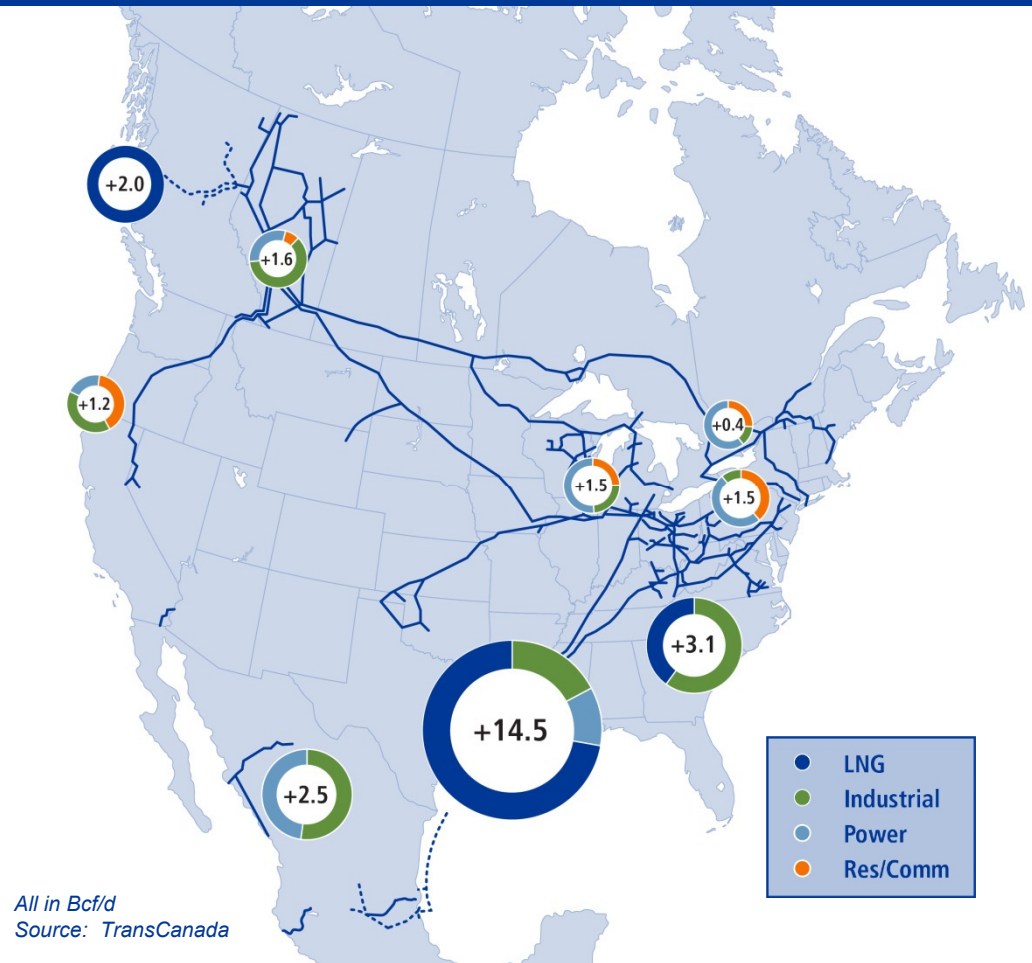 +2.0
+1.6
+1.2
+0.4
+1.5
+1.5
+3.1
+14.5
+2.5
LNG
Industrial
Power
Res/Comm
All in Bcf/d
Source: TransCanada